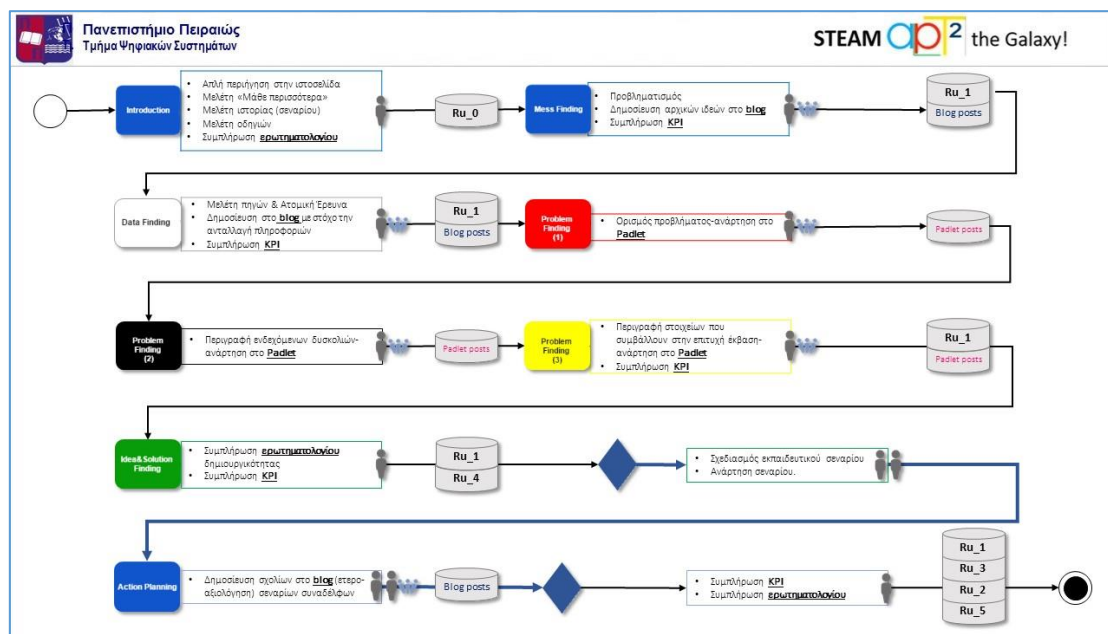 Πανεπιστήμιο Πειραιώς
Τμήμα Ψηφιακών Συστημάτων
STEAM apT2 the Galaxy!
Introduction
• Απλή περιήγηση στην ιστοσελίδα
• Μελέτη «Μάθε περισσότερα»
• Μελέτη ιστορίας (σεναρίου)
• Μελέτη οδηγιών
• Συμπλήρωση ερωτηματολογίου
Ru_0
Mess Finding
• Προβληματισμός
• Δημοσίευση αρχικών ιδεών στο blog
• Συμπλήρωση KPI
Ru_1
Blog posts
Data Finding
• Μελέτη πηγών & Ατομική Έρευνα
• Δημοσίευση στο blog με στόχο την
ανταλλαγή πληροφοριών
• Συμπλήρωση KPI
Ru_1
Blog posts
Problem
Finding
(1)
• Ορισμός προβλήματος-ανάρτηση στο
Padlet
Padlet posts
Problem
Finding
(2)
• Περιγραφή ενδεχόμενων δυσκολιών-
ανάρτηση στο Padlet
Padlet posts
Problem
Finding
(3)
• Περιγραφή στοιχείων που
συμβάλλουν στην επιτυχή έκβαση-
ανάρτηση στο Padlet
• Συμπλήρωση KPI
Ru_1
Padlet posts
Idea&Solution
Finding
• Συμπλήρωση ερωτηματολογίου
δημιουργικότητας
• Συμπλήρωση KPI
Ru_1
Ru_4
• Σχεδιασμός εκπαιδευτικού σεναρίου
• Ανάρτηση σεναρίου.
Action Planning
• Δημοσίευση σχολίων στο blog (ετερο-
αξιολόγηση) σεναρίων συναδέλφων
Blog posts
• Συμπλήρωση KPI
• Συμπλήρωση ερωτηματολογίου
Ru_1
Ru_3
Ru_2
Ru_5